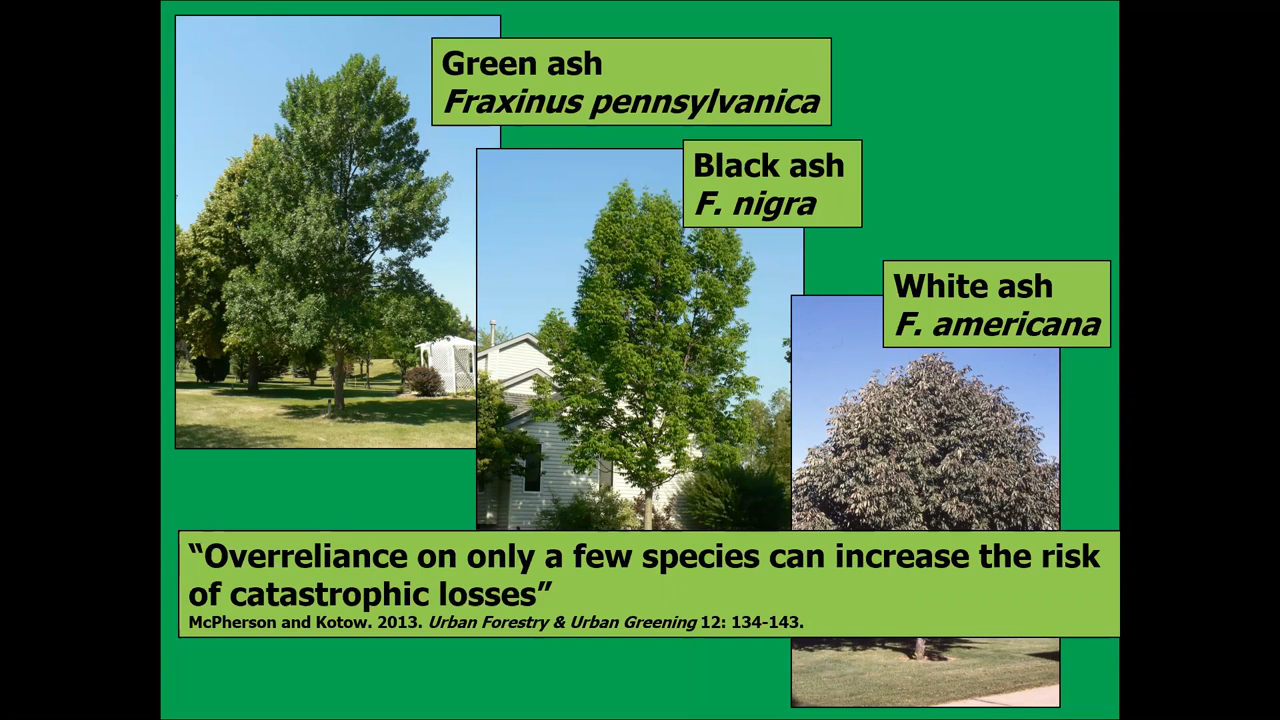 Green ash
Fraxinus pennsylvanica
Black ash
F. nigra
White ash
F. americana
“Overreliance on only a few species can increase the risk
of catastrophic losses”
McPherson and Kotow. 2013. Urban Forestry & Urban Greening 12: 134-143.